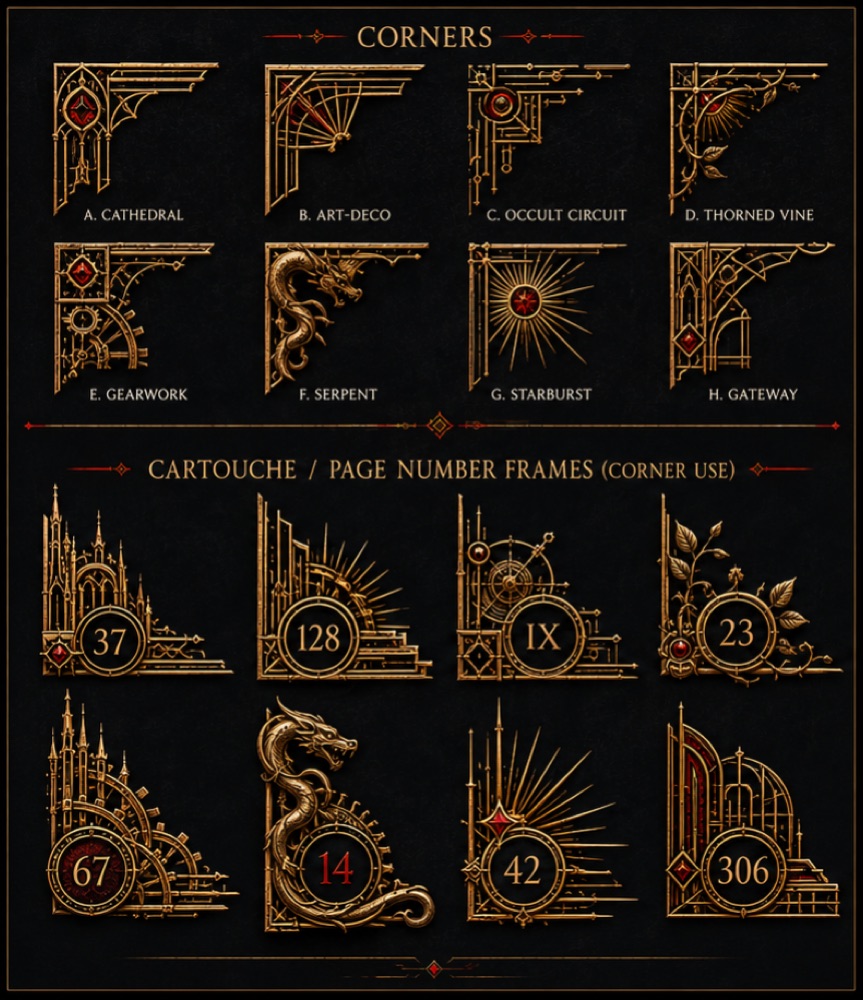 CORNERS
A. CATHEDRAL
B. ART-DECO
C. OCCULT CIRCUIT
D. THORNED VINE
E. GEARWORK
F. SERPENT
G. STARBURST
H. GATEWAY
CARTOUCHE / PAGE NUMBER FRAMES (CORNER USE)
37
128
IX
23
67
14
42
306